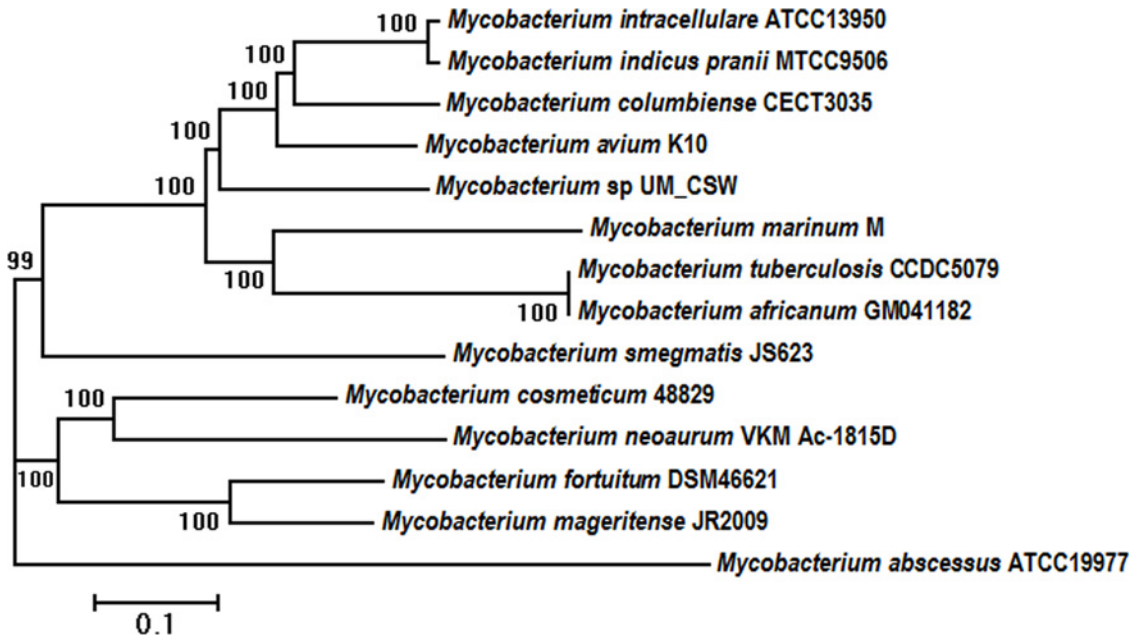 100
Mycobacterium intracellulare ATCC13950
Mycobacterium indicus pranii MTCC9506
100
Mycobacterium columbiense CECT3035
100
Mycobacterium avium K10
100
Mycobacterium sp UM_CSW
100
Mycobacterium marinum M
99
Mycobacterium tuberculosis CCDC5079
100
Mycobacterium africanum GM041182
100
Mycobacterium smegmatis JS623
Mycobacterium cosmeticum 48829
100
Mycobacterium neoaurum VKM Ac-1815D
100
Mycobacterium fortuitum DSM46621
100
Mycobacterium mageritense JR2009
Mycobacterium abscessus ATCC19977
0.1